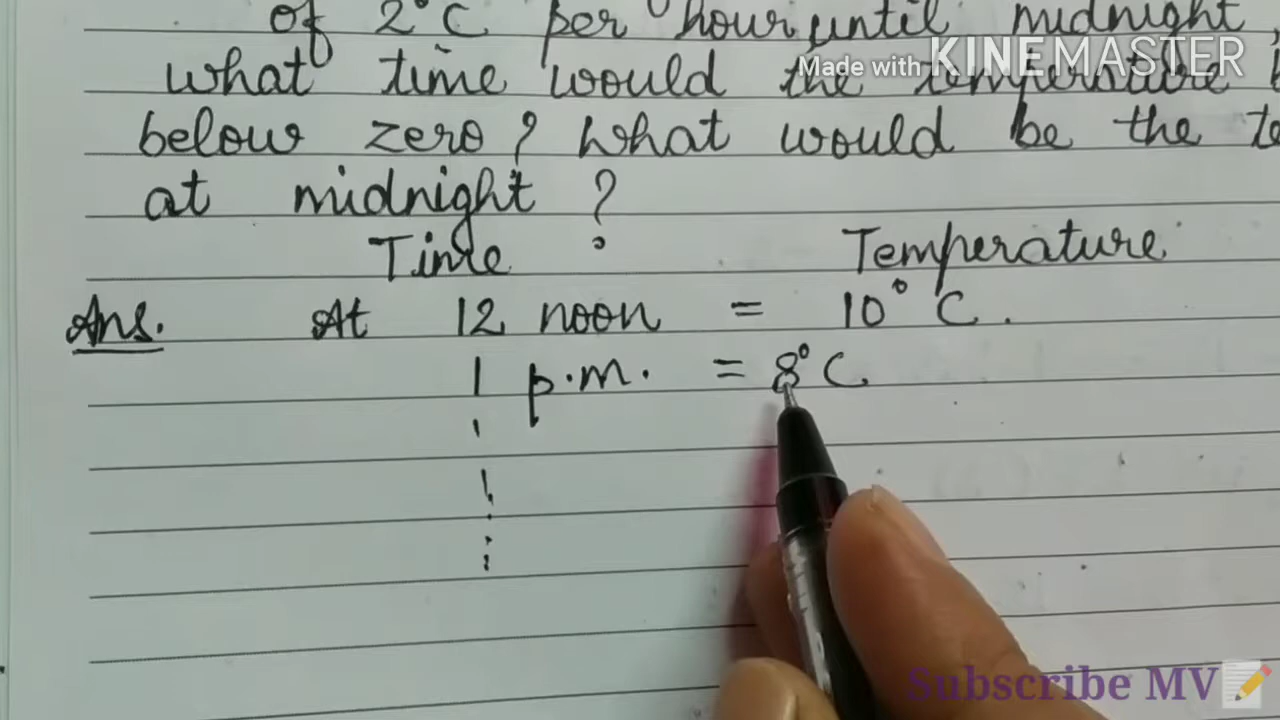 of 2°C per hour until midnight,
Made with KINEMASTER
what time would the temperature
below zero? What would be the
at midnight ?
Time Temperature
Ans. At 12 noon = 10° C.
1 p.m. = 8° C
Subscribe MV